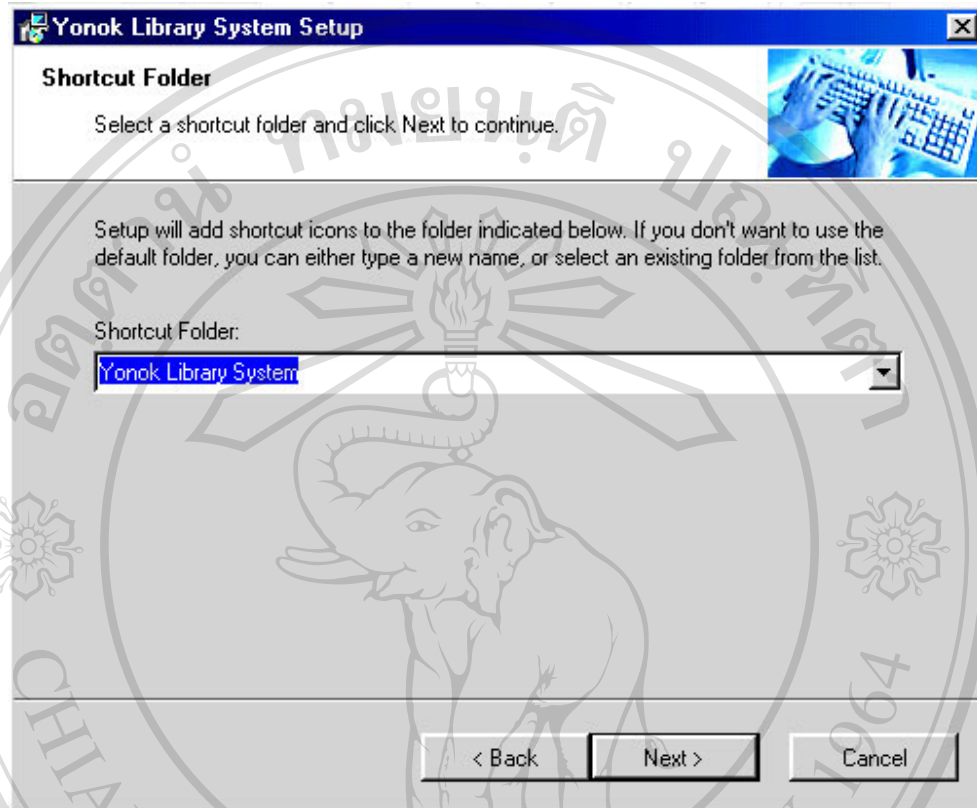 Yonok Library System Setup
Shortcut Folder
Select a shortcut folder and click Next to continue.
Setup will add shortcut icons to the folder indicated below. If you don't want to use the
default folder, you can either type a new name, or select an existing folder from the list.
Shortcut Folder:
Yonok Library System
< Back
Next >
Cancel
1964